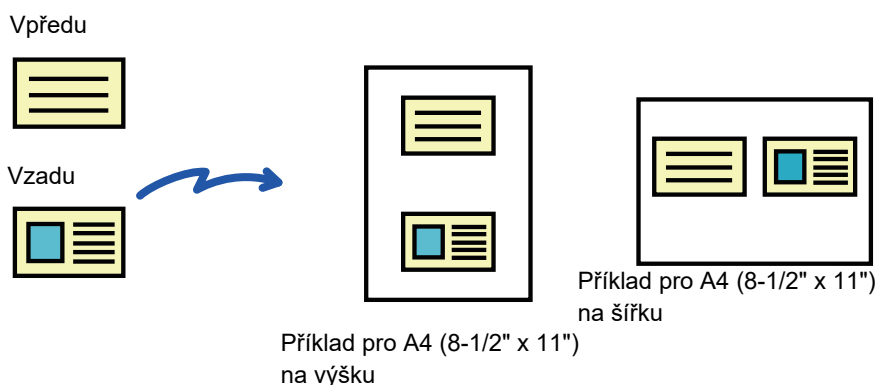 Vpředu
Vzadu
Příklad pro A4 (8-1/2" x 11")
na výšku
Příklad pro A4 (8-1/2" x 11")
na šířku